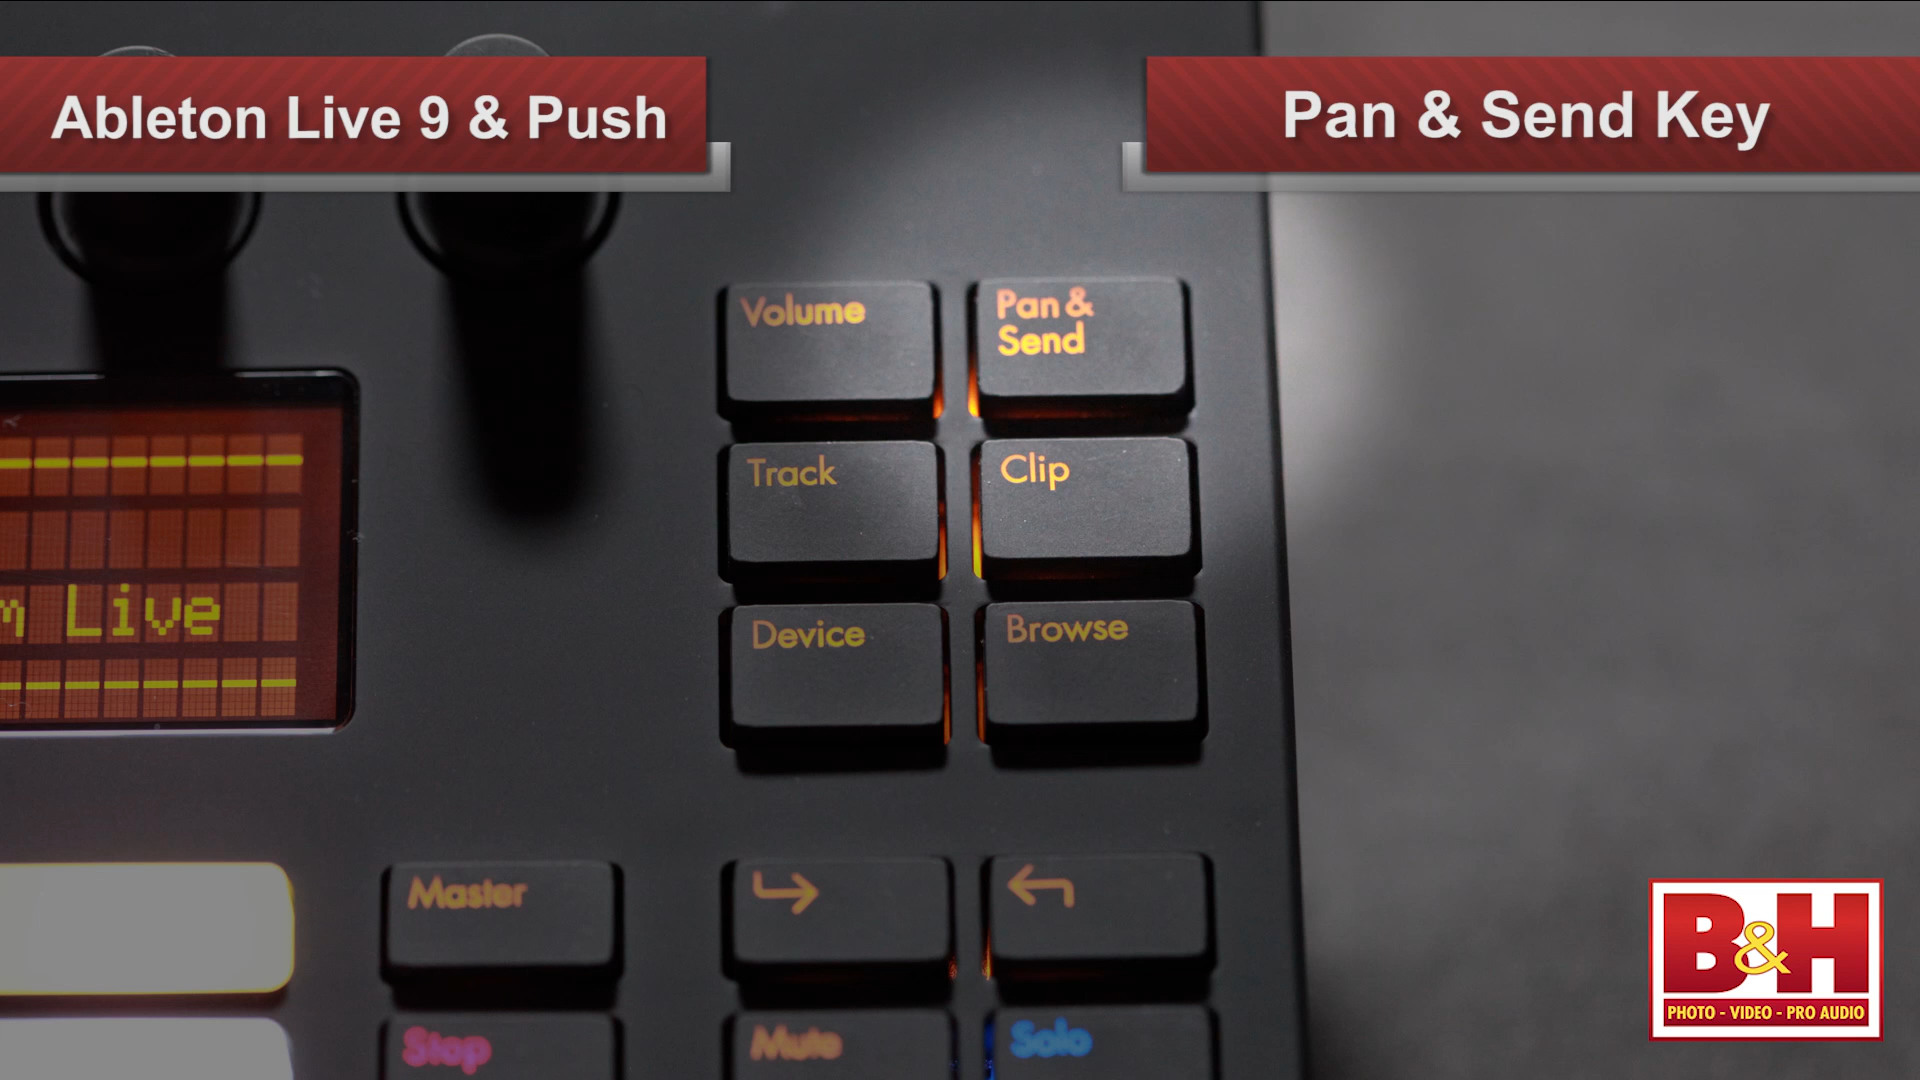 Ableton Live 9 & Push
Pan & Send Key
Volume
Pan &
Send
Track
Clip
Live
Device
Browse
Master
Stop
Mute
Solo
B&H
PHOTO - VIDEO - PRO AUDIO